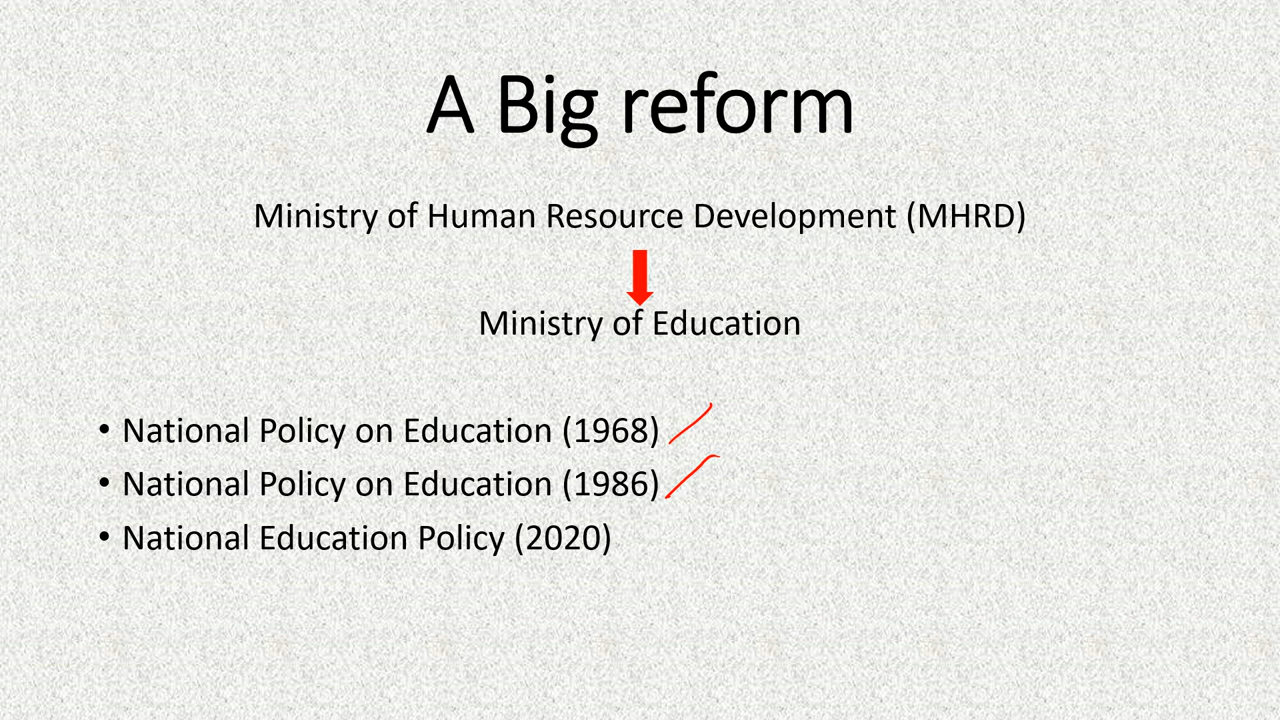 A Big reform
Ministry of Human Resource Development (MHRD)
Ministry of Education
• National Policy on Education (1968)
• National Policy on Education (1986)
• National Education Policy (2020)